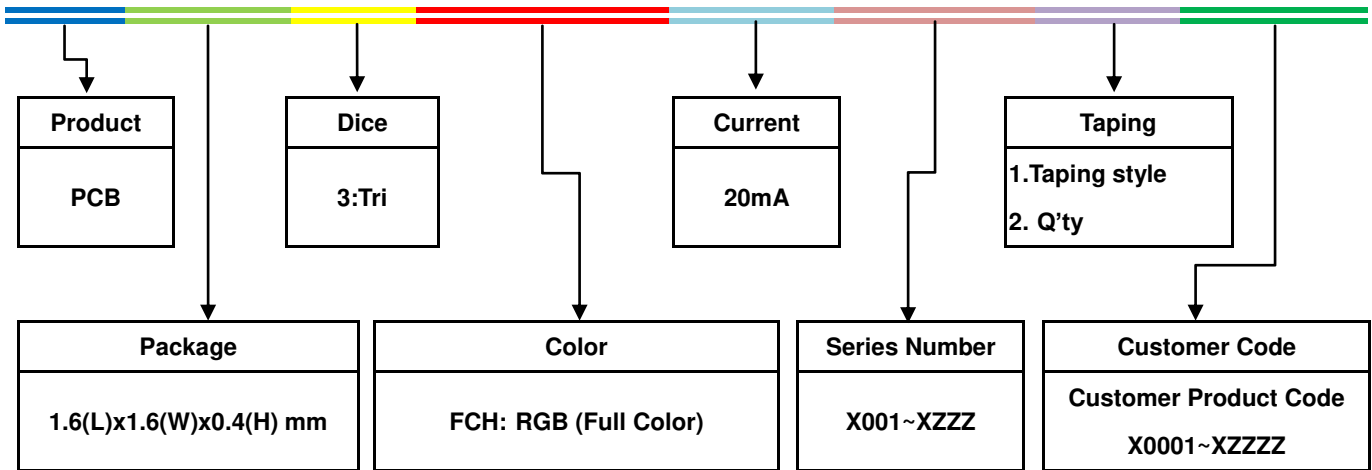 Product
PCB
Dice
3:Tri
Current
20mA
Taping
1.Taping style
2. Q’ty
Package
1.6(L)x1.6(W)x0.4(H) mm
Color
FCH: RGB (Full Color)
Series Number
X001~XZZZ
Customer Code
Customer Product Code
X0001~XZZZZ